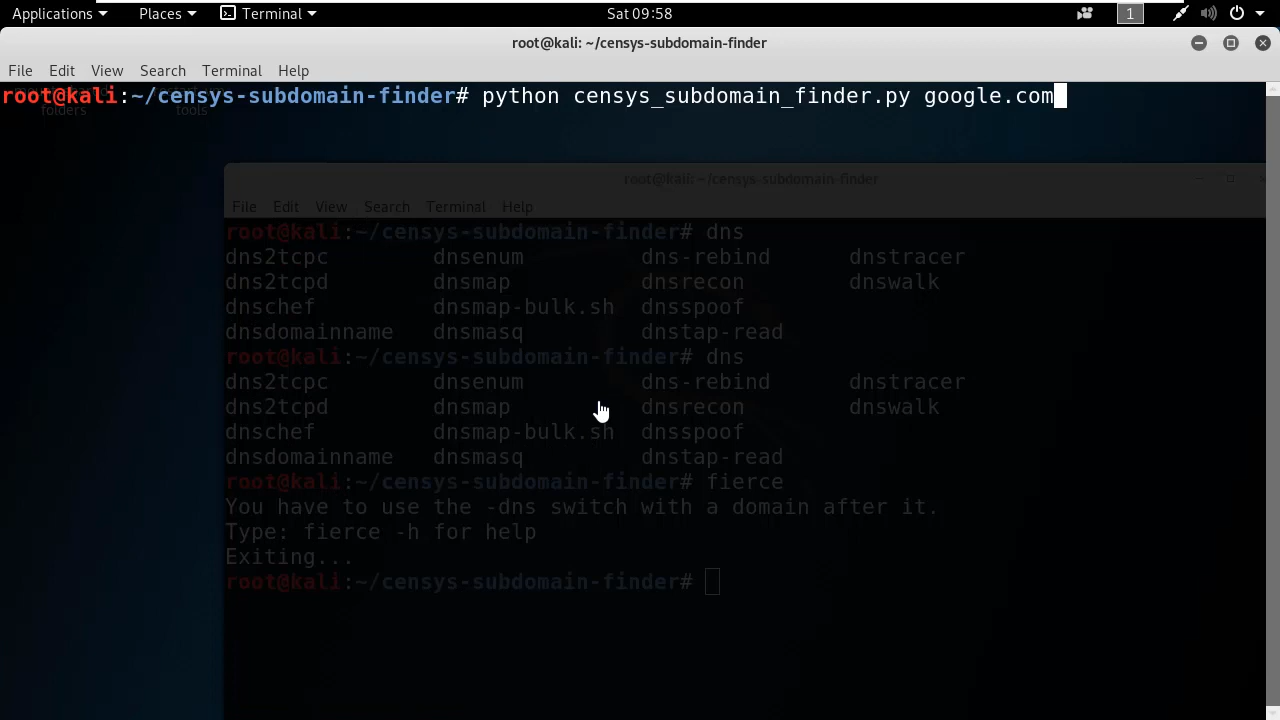 Applications Places Terminal Sat 09:58 1
root@kali: ~/censys-subdomain-finder
File Edit View Search Terminal Help
root@kali:~/censys-subdomain-finder# python censys_subdomain_finder.py google.com
folders tools
root@kali: ~/censys-subdomain-finder
File Edit View Search Terminal Help
root@kali:~/censys-subdomain-finder# dns
dns2tcpc dnsenum dns-rebind dnstracer
dns2tcpd dnsmap dnsrecon dnswalk
dnschef dnsmap-bulk.sh dnsspoof
dnsdomainname dnsmasq dnstap-read
root@kali:~/censys-subdomain-finder# dns
dns2tcpc dnsenum dns-rebind dnstracer
dns2tcpd dnsmap dnsrecon dnswalk
dnschef dnsmap-bulk.sh dnsspoof
dnsdomainname dnsmasq dnstap-read
root@kali:~/censys-subdomain-finder# fierce
You have to use the -dns switch with a domain after it.
Type: fierce -h for help
Exiting...
root@kali:~/censys-subdomain-finder#